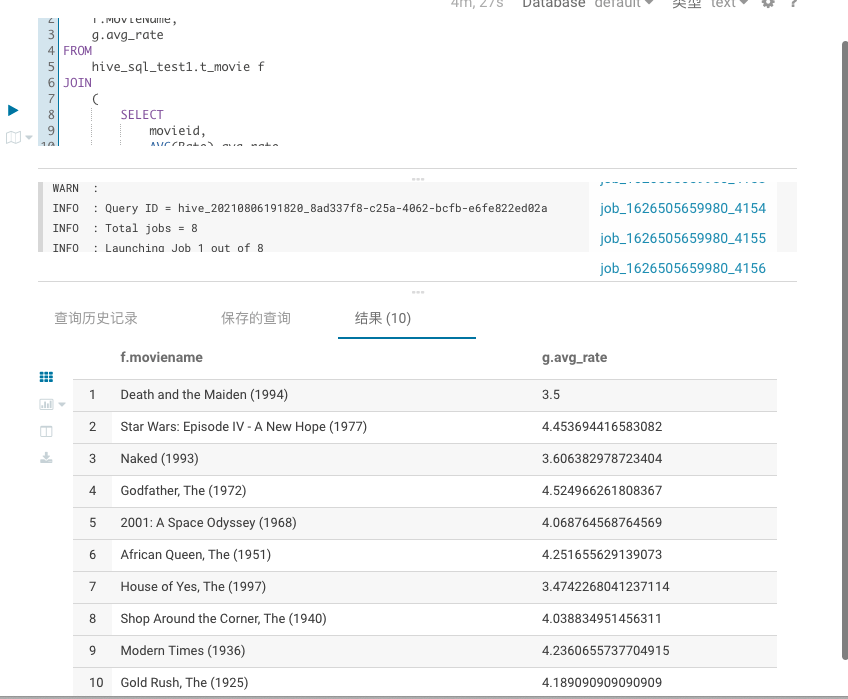 4m, 27s Database default 类型 text ?
2 f.MovieName,
3 g.avg_rate
4 FROM
5 hive_sql_test1.t_movie f
6 JOIN
7 (
8 SELECT
9 movieid,
10 AVG(Rate) avg_rate
WARN :
INFO : Query ID = hive_20210806191820_8ad337f8-c25a-4062-bcfb-e6fe822ed02a
INFO : Total jobs = 8
INFO : Launching Job 1 out of 8
job_1626505659980_4154
job_1626505659980_4155
job_1626505659980_4156
查询历史记录 保存的查询 结果 (10)
f.moviename g.avg_rate
1 Death and the Maiden (1994) 3.5
2 Star Wars: Episode IV - A New Hope (1977) 4.453694416583082
3 Naked (1993) 3.606382978723404
4 Godfather, The (1972) 4.524966261808367
5 2001: A Space Odyssey (1968) 4.068764568764569
6 African Queen, The (1951) 4.251655629139073
7 House of Yes, The (1997) 3.4742268041237114
8 Shop Around the Corner, The (1940) 4.038834951456311
9 Modern Times (1936) 4.2360655737704915
10 Gold Rush, The (1925) 4.189090909090909